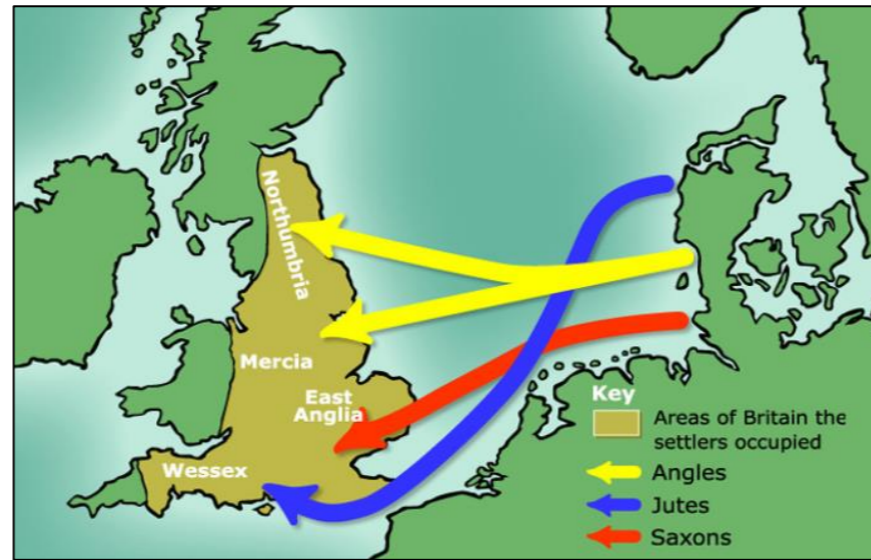 Northumbria
Mercia
East
Anglia
Wessex
Key
Areas of Britain the
settlers occupied
Angles
Jutes
Saxons